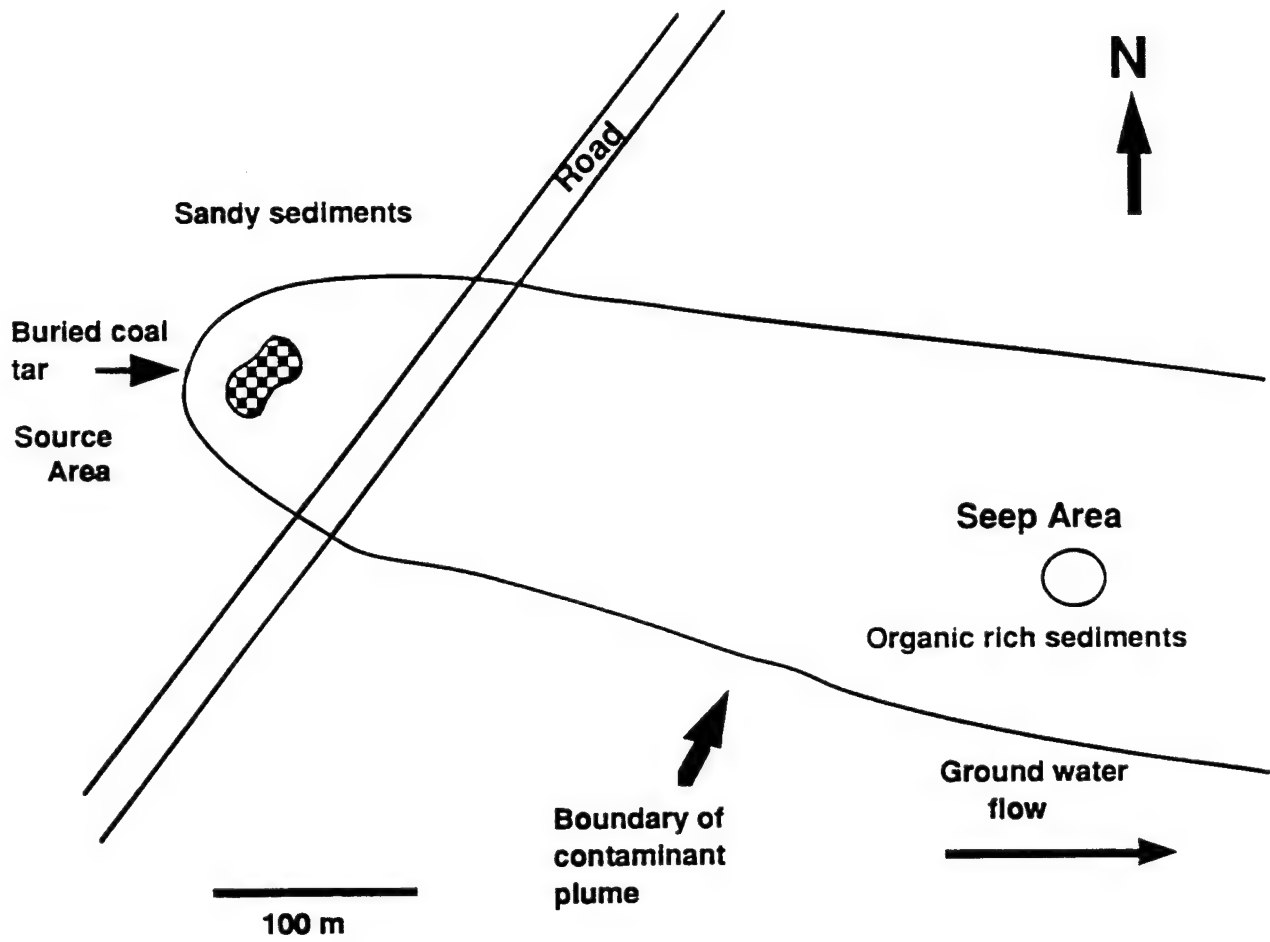 N
Road
Sandy sediments
Buried coal
tar
Source
Area
Seep Area
Organic rich sediments
Ground water
flow
Boundary of
contaminant
plume
100 m